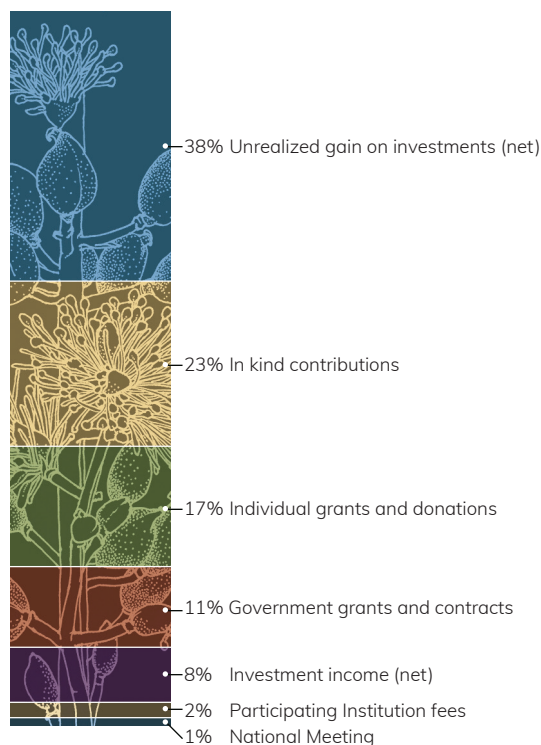 38% Unrealized gain on investments (net)
23% In kind contributions
17% Individual grants and donations
11% Government grants and contracts
8% Investment income (net)
2% Participating Institution fees
1% National Meeting